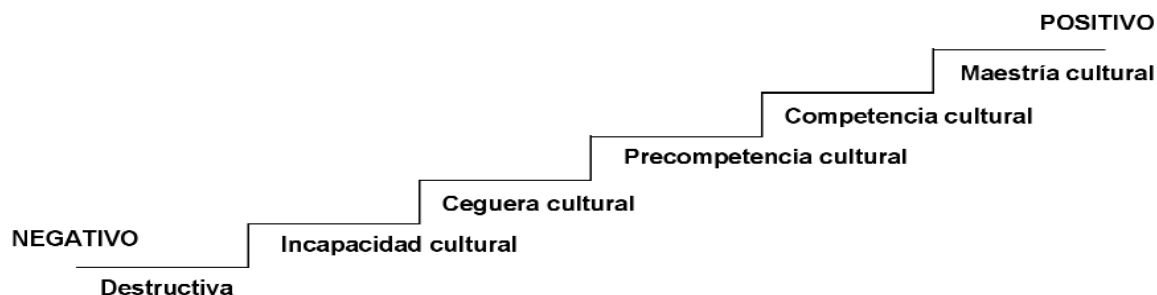 POSITIVO
Maestría cultural
Competencia cultural
Precompetencia cultural
Ceguera cultural
NEGATIVO
Incapacidad cultural
Destructiva